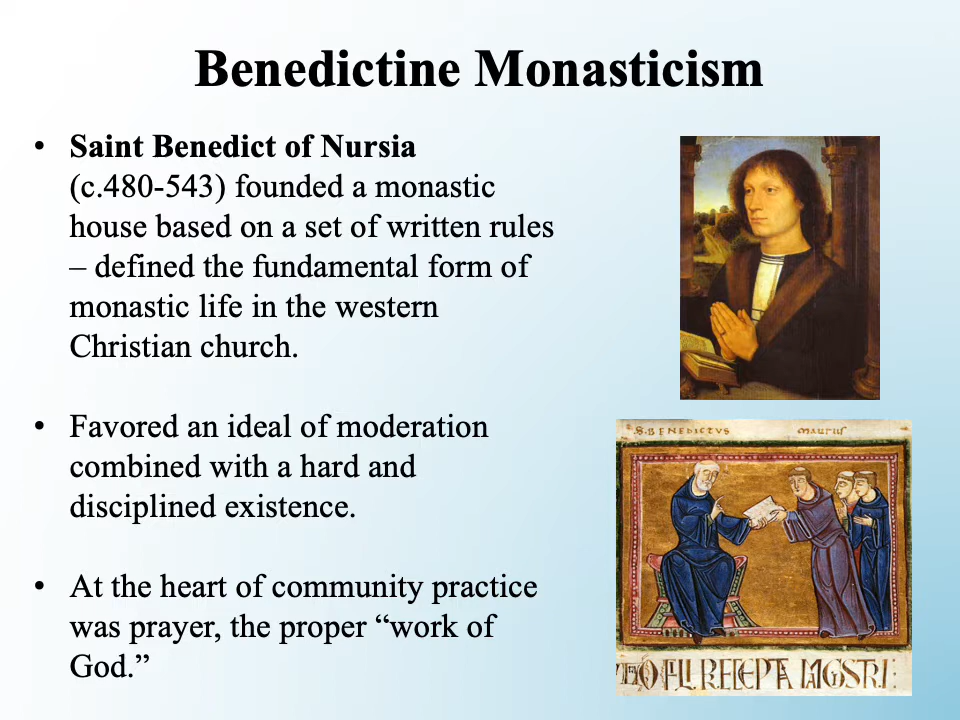 Benedictine Monasticism
• Saint Benedict of Nursia
(c.480-543) founded a monastic
house based on a set of written rules
– defined the fundamental form of
monastic life in the western
Christian church.
• Favored an ideal of moderation
combined with a hard and
disciplined existence.
• At the heart of community practice
was prayer, the proper “work of
God.”
S. BENEDICTVS MAURUS